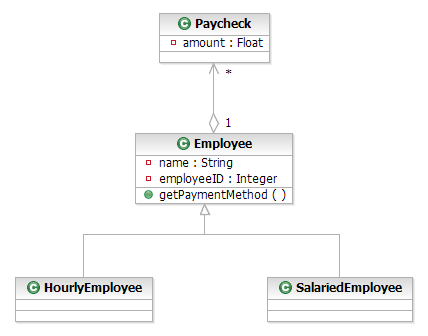 C Paycheck
amount : Float
*
1
C Employee
name : String
employeeID : Integer
getPaymentMethod ( )
C HourlyEmployee
C SalariedEmployee